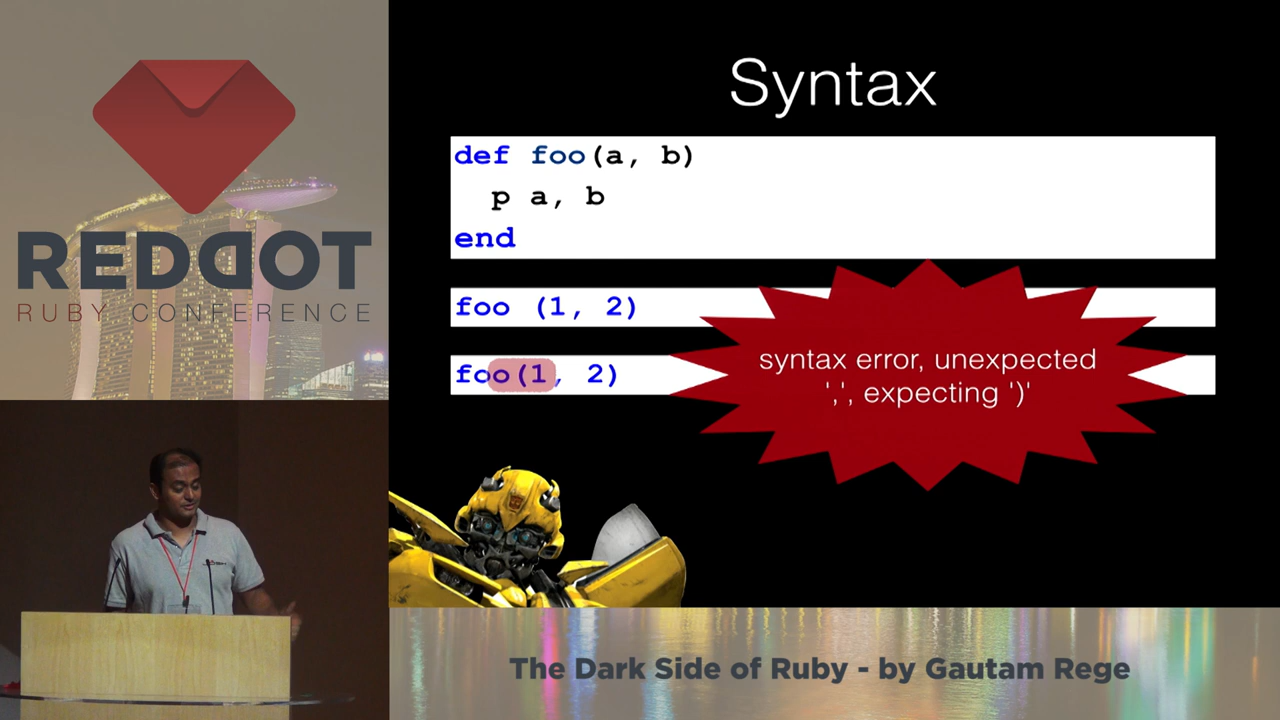 REDDOT
RUBY CONFERENCE
Syntax
def foo(a, b)
  p a, b
end
foo (1, 2)
foo(1, 2)
syntax error, unexpected
',', expecting ')'
The Dark Side of Ruby - by Gautam Rege